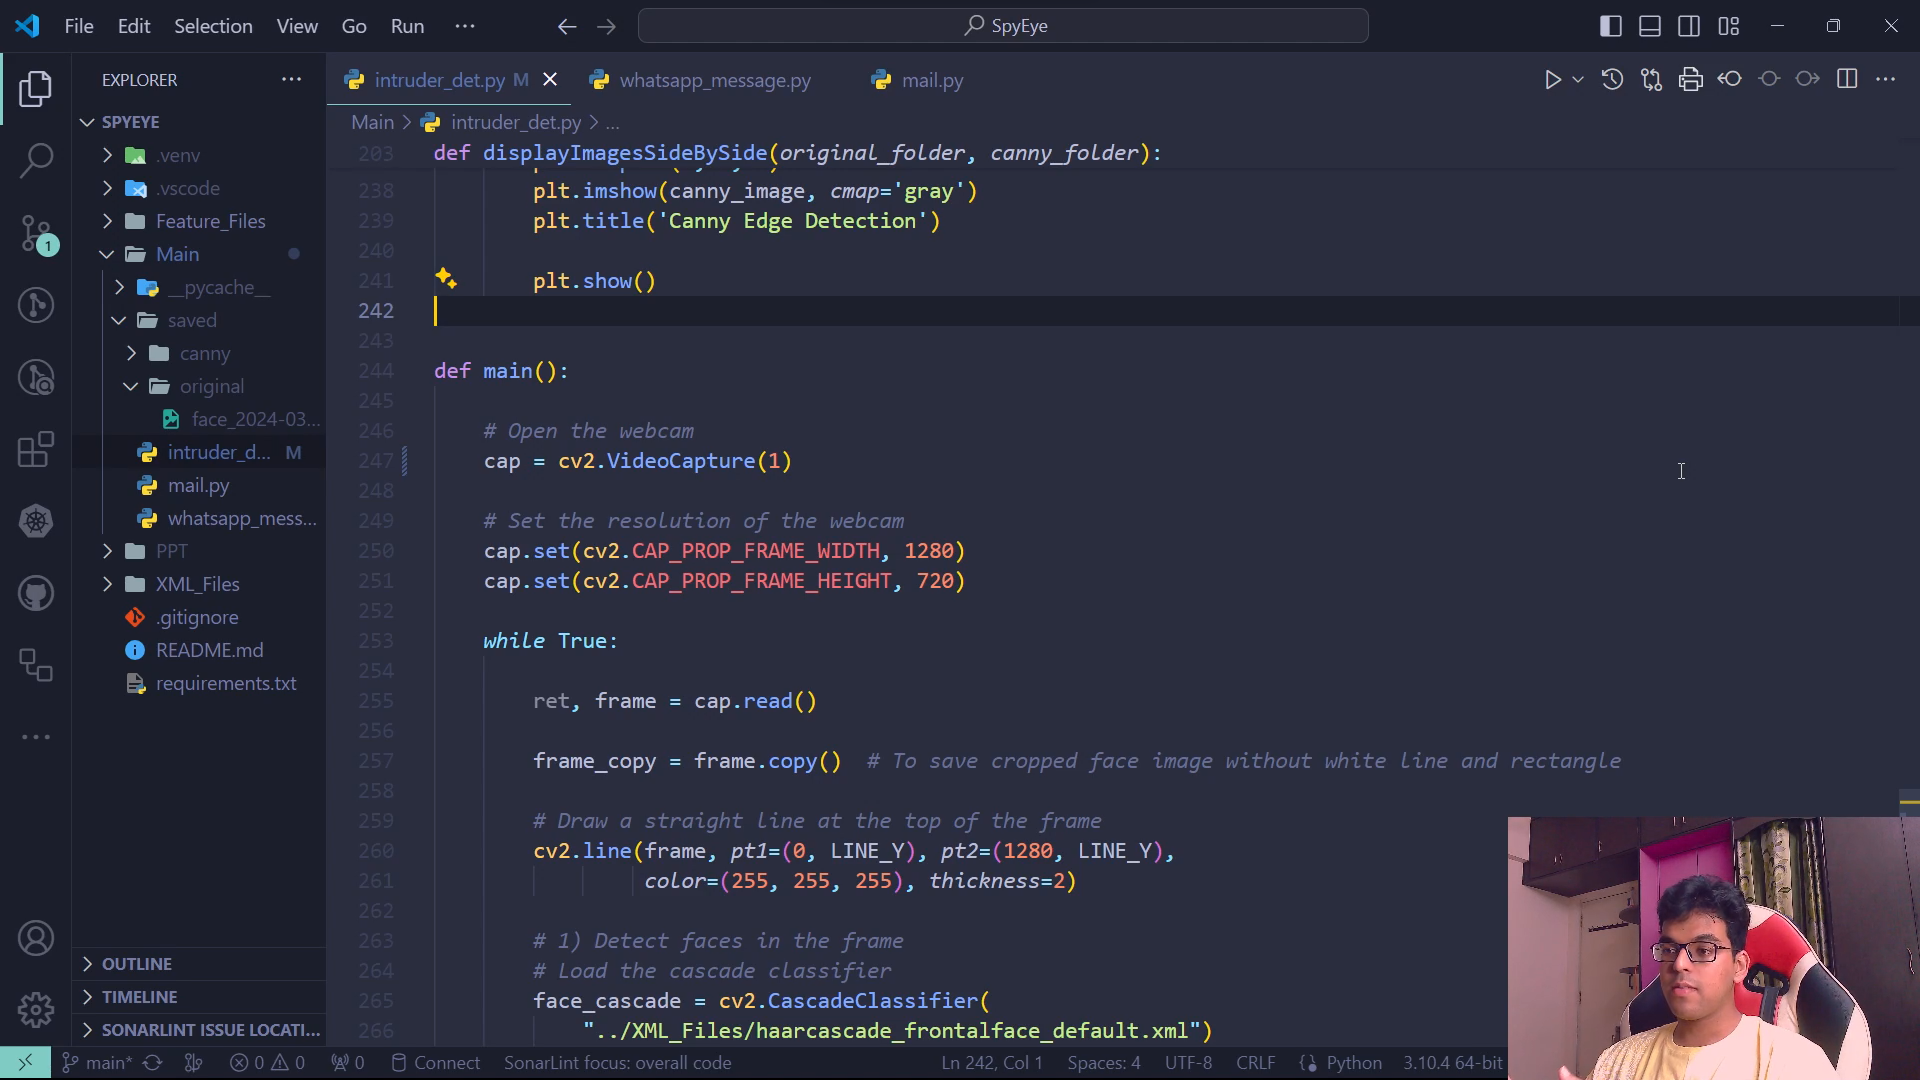 File Edit Selection View Go Run ···
SpyEye
EXPLORER
SPYEYE
.venv
.vscode
Feature_Files
Main
__pycache__
saved
canny
original
face_2024-03...
intruder_d... M
mail.py
whatsapp_mess...
PPT
XML_Files
.gitignore
README.md
requirements.txt
OUTLINE
TIMELINE
SONARLINT ISSUE LOCATI...
1
intruder_det.py M
whatsapp_message.py
mail.py
Main > intruder_det.py > ...
203 def displayImagesSideBySide(original_folder, canny_folder):
238 plt.imshow(canny_image, cmap='gray')
239 plt.title('Canny Edge Detection')
240
241 plt.show()
242
243
244 def main():
245
246 # Open the webcam
247 cap = cv2.VideoCapture(1)
248
249 # Set the resolution of the webcam
250 cap.set(cv2.CAP_PROP_FRAME_WIDTH, 1280)
251 cap.set(cv2.CAP_PROP_FRAME_HEIGHT, 720)
252
253 while True:
254
255 ret, frame = cap.read()
256
257 frame_copy = frame.copy() # To save cropped face image without white line and rectangle
258
259 # Draw a straight line at the top of the frame
260 cv2.line(frame, pt1=(0, LINE_Y), pt2=(1280, LINE_Y),
261 color=(255, 255, 255), thickness=2)
262
263 # 1) Detect faces in the frame
264 # Load the cascade classifier
265 face_cascade = cv2.CascadeClassifier(
266 "../XML_Files/haarcascade_frontalface_default.xml")
main* 0 0 0 Connect SonarLint focus: overall code Ln 242, Col 1 Spaces: 4 UTF-8 CRLF Python 3.10.4 64-bit